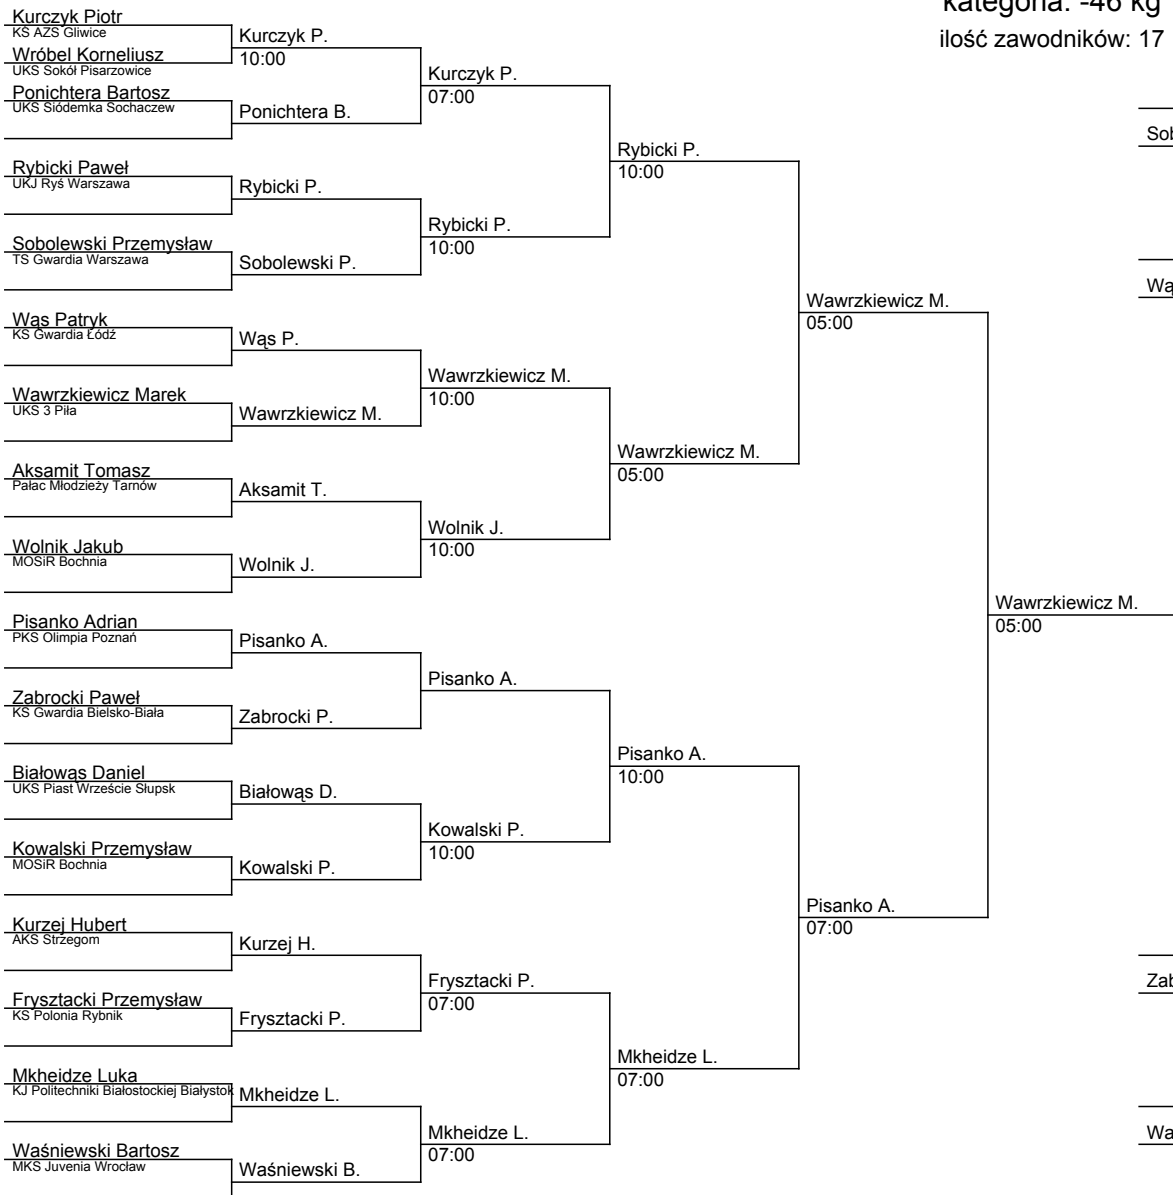 kategoria: -46 kg
ilość zawodników: 17
Kurczyk Piotr
KS AZS Gliwice
Wróbel Korneliusz
UKS Sokół Pisarzowice
Ponichtera Bartosz
UKS Siódemka Sochaczew
Rybicki Paweł
UKJ Ryś Warszawa
Sobolewski Przemysław
TS Gwardia Warszawa
Wąs Patryk
KS Gwardia Łódź
Wawrzkiewicz Marek
UKS 3 Piła
Aksamit Tomasz
Pałac Młodzieży Tarnów
Wolnik Jakub
MOSiR Bochnia
Pisanko Adrian
PKS Olimpia Poznań
Zabrocki Paweł
KS Gwardia Bielsko-Biała
Białowąs Daniel
UKS Piast Wrzeście Słupsk
Kowalski Przemysław
MOSiR Bochnia
Kurzej Hubert
AKS Strzegom
Frysztacki Przemysław
KS Polonia Rybnik
Mkheidze Luka
KJ Politechniki Białostockiej Białystok
Waśniewski Bartosz
MKS Juvenia Wrocław
Kurczyk P.
10:00
Ponichtera B.
Rybicki P.
Sobolewski P.
Wąs P.
Wawrzkiewicz M.
Aksamit T.
Wolnik J.
Pisanko A.
Zabrocki P.
Białowąs D.
Kowalski P.
Kurzej H.
Frysztacki P.
Mkheidze L.
Waśniewski B.
Kurczyk P.
07:00
Rybicki P.
10:00
Wawrzkiewicz M.
10:00
Wolnik J.
10:00
Pisanko A.
Kowalski P.
10:00
Frysztacki P.
07:00
Mkheidze L.
07:00
Rybicki P.
10:00
Wawrzkiewicz M.
05:00
Pisanko A.
10:00
Mkheidze L.
07:00
Wawrzkiewicz M.
05:00
Pisanko A.
07:00
Wawrzkiewicz M.
05:00